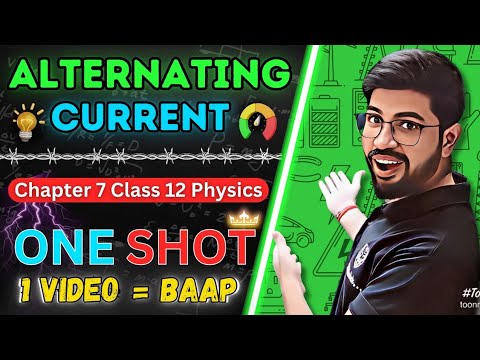 ALTERNATING
CURRENT
Chapter 7 Class 12 Physics
ONE SHOT
1 VIDEO = BAAP